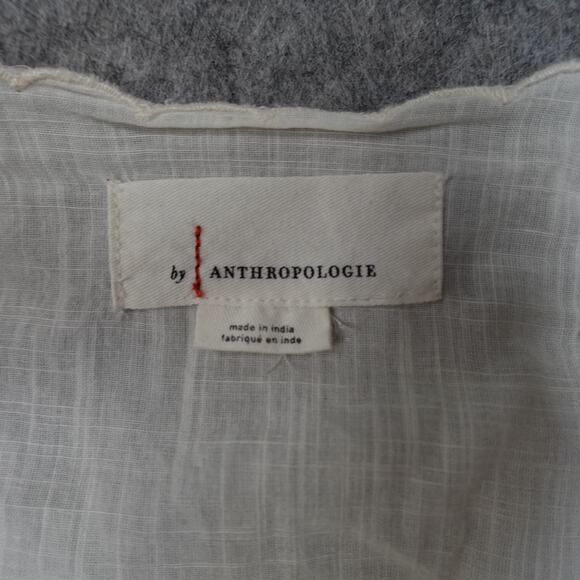 by ANTHROPOLOGIE
made in india
fabriqué en inde